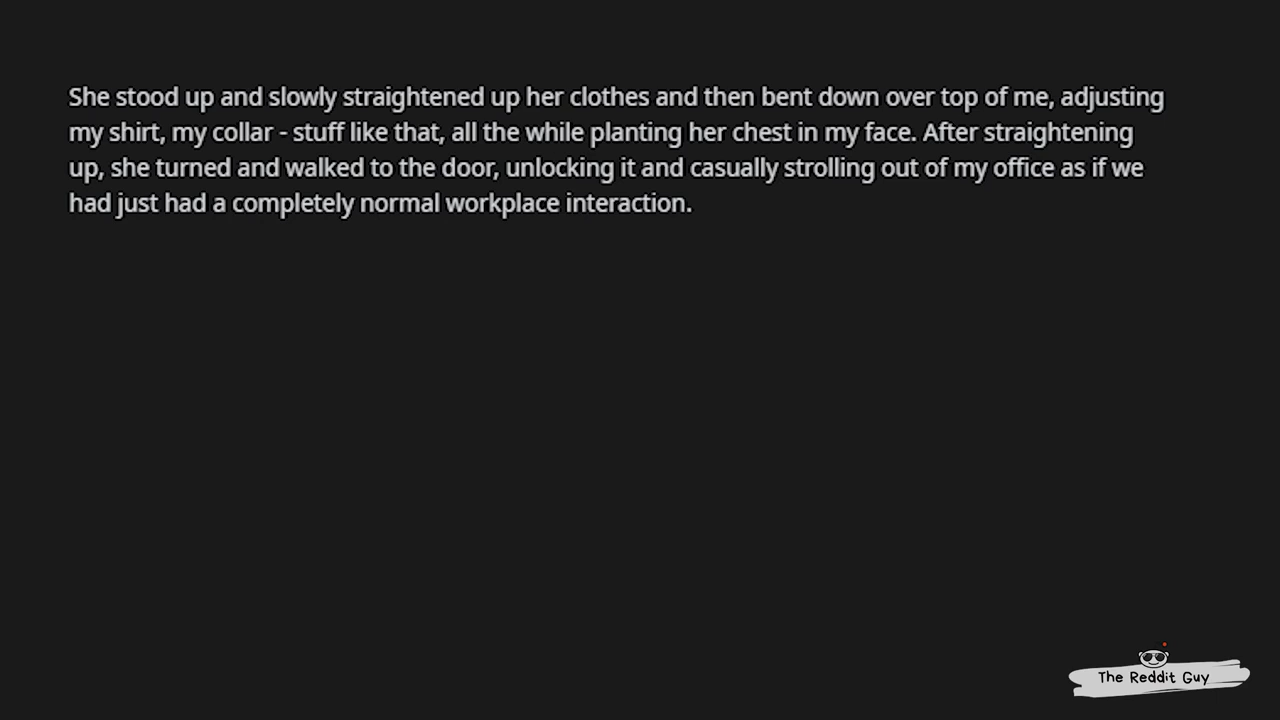 She stood up and slowly straightened up her clothes and then bent down over top of me, adjusting
my shirt, my collar - stuff like that, all the while planting her chest in my face. After straightening
up, she turned and walked to the door, unlocking it and casually strolling out of my office as if we
had just had a completely normal workplace interaction.
The Reddit Guy